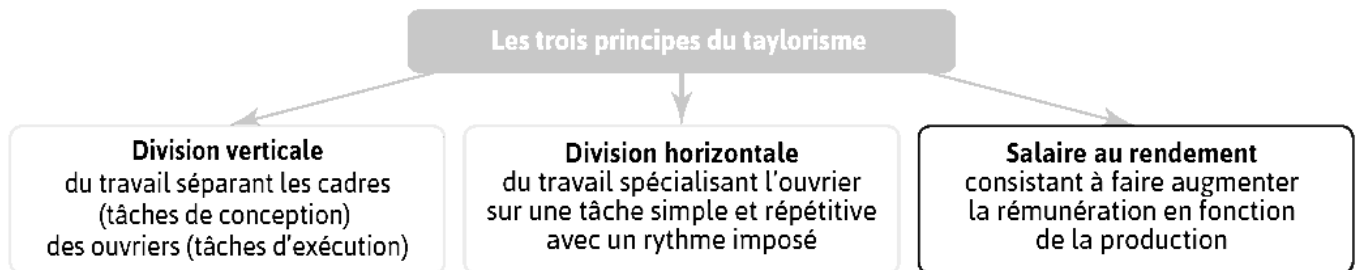 Les trois principes du taylorisme
Division verticale
du travail séparant les cadres
(tâches de conception)
des ouvriers (tâches d'exécution)
Division horizontale
du travail spécialisant l'ouvrier
sur une tâche simple et répétitive
avec un rythme imposé
Salaire au rendement
consistant à faire augmenter
la rémunération en fonction
de la production